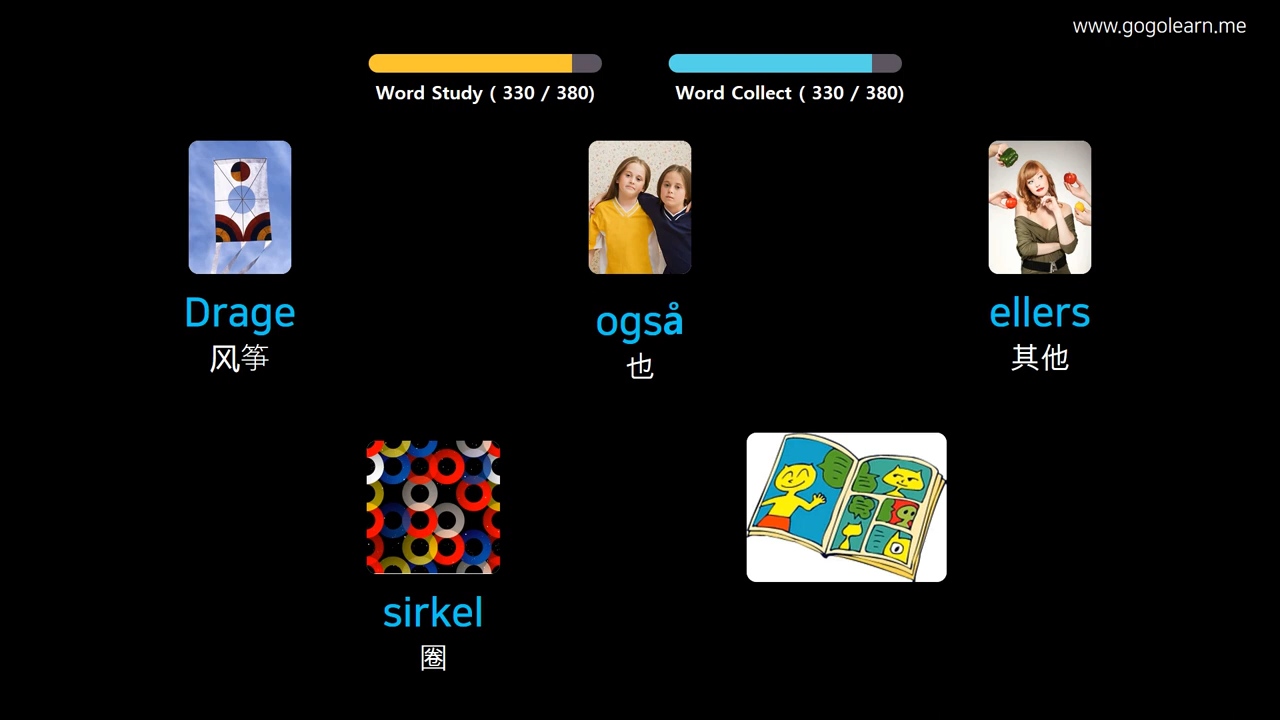 www.gogolearn.me
Word Study ( 330 / 380)
Word Collect ( 330 / 380)
Drage
风筝
også
也
ellers
其他
sirkel
圈